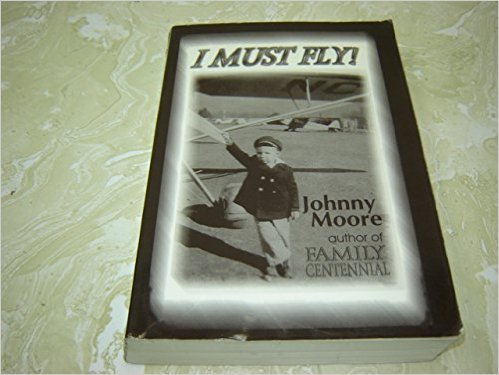 I MUST FLY!
Johnny
Moore
author of
FAMILY
CENTENNIAL